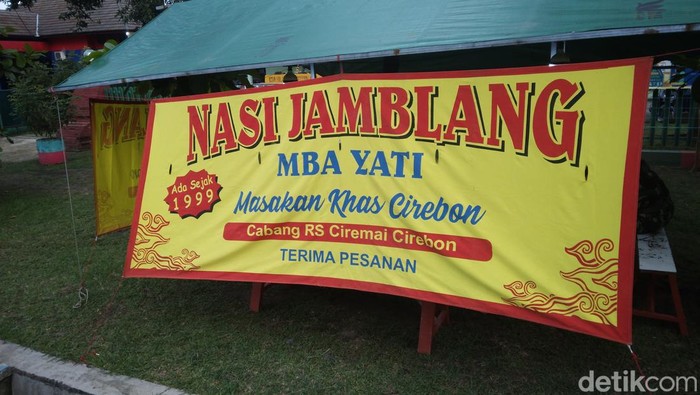 NASI JAMBLANG
MBA YATI
Ada Sejak
1999
Masakan Khas Cirebon
Cabang RS Ciremai Cirebon
TERIMA PESANAN
detikcom